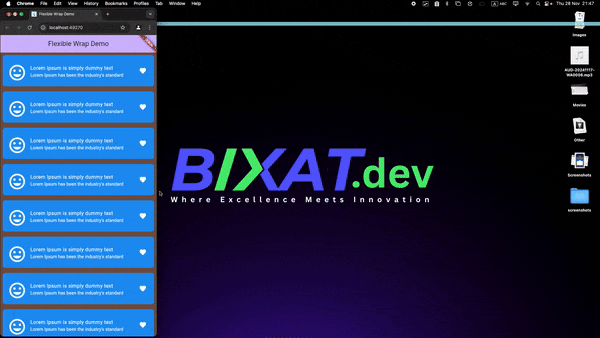 Chrome File Edit View History Bookmarks Profiles Tab Window Help
ABC
Thu 28 Nov 21:47
Flexible Wrap Demo
localhost:49270
Flexible Wrap Demo
Lorem Ipsum is simply dummy text
Lorem Ipsum has been the industry's standard
Lorem Ipsum is simply dummy text
Lorem Ipsum has been the industry's standard
Lorem Ipsum is simply dummy text
Lorem Ipsum has been the industry's standard
Lorem Ipsum is simply dummy text
Lorem Ipsum has been the industry's standard
Lorem Ipsum is simply dummy text
Lorem Ipsum has been the industry's standard
Lorem Ipsum is simply dummy text
Lorem Ipsum has been the industry's standard
Lorem Ipsum is simply dummy text
Lorem Ipsum has been the industry's standard
Lorem Ipsum is simply dummy text
Lorem Ipsum has been the industry's standard
BIXAT.dev
Where Excellence Meets Innovation
Images
AUD-20241117-
WA0006.mp3
Movies
Other
Screenshots
screenshots